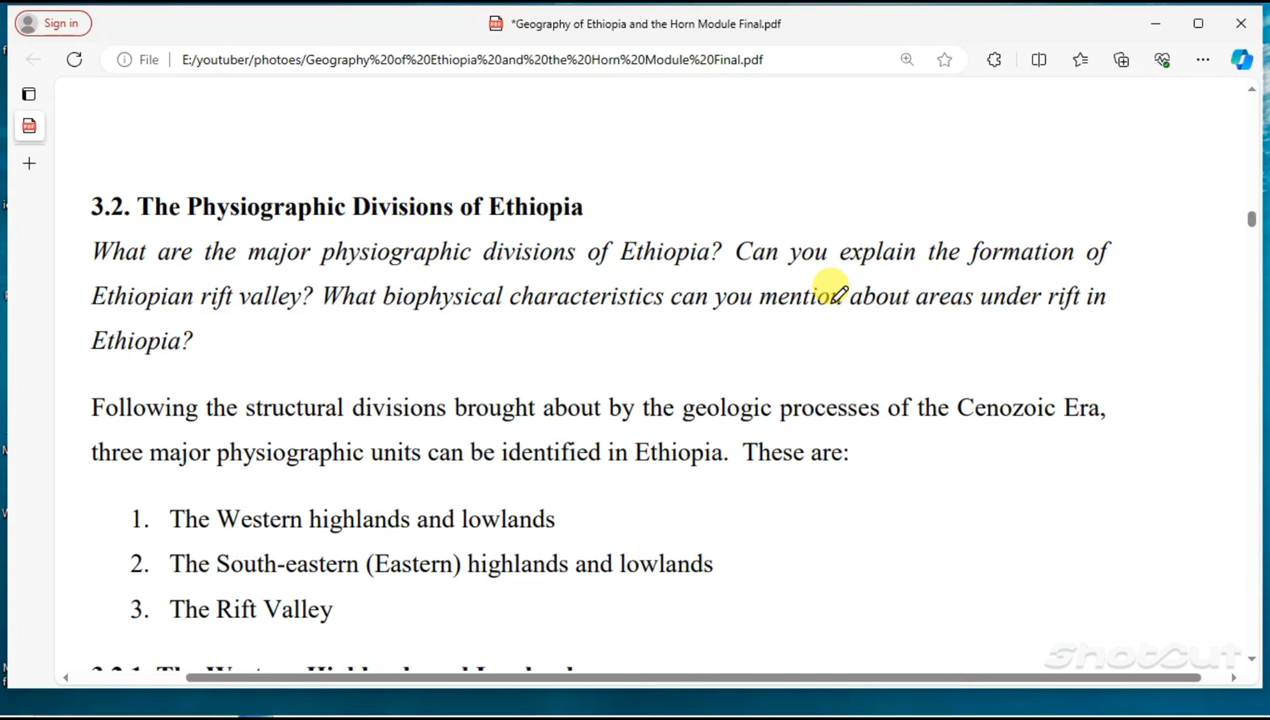 Sign in
*Geography of Ethiopia and the Horn Module Final.pdf
File
E:/youtuber/photoes/Geography%20of%20Ethiopia%20and%20the%20Horn%20Module%20Final.pdf
3.2. The Physiographic Divisions of Ethiopia
What are the major physiographic divisions of Ethiopia? Can you explain the formation of
Ethiopian rift valley? What biophysical characteristics can you mention about areas under rift in
Ethiopia?
Following the structural divisions brought about by the geologic processes of the Cenozoic Era,
three major physiographic units can be identified in Ethiopia. These are:
1. The Western highlands and lowlands
2. The South-eastern (Eastern) highlands and lowlands
3. The Rift Valley
Shotcut